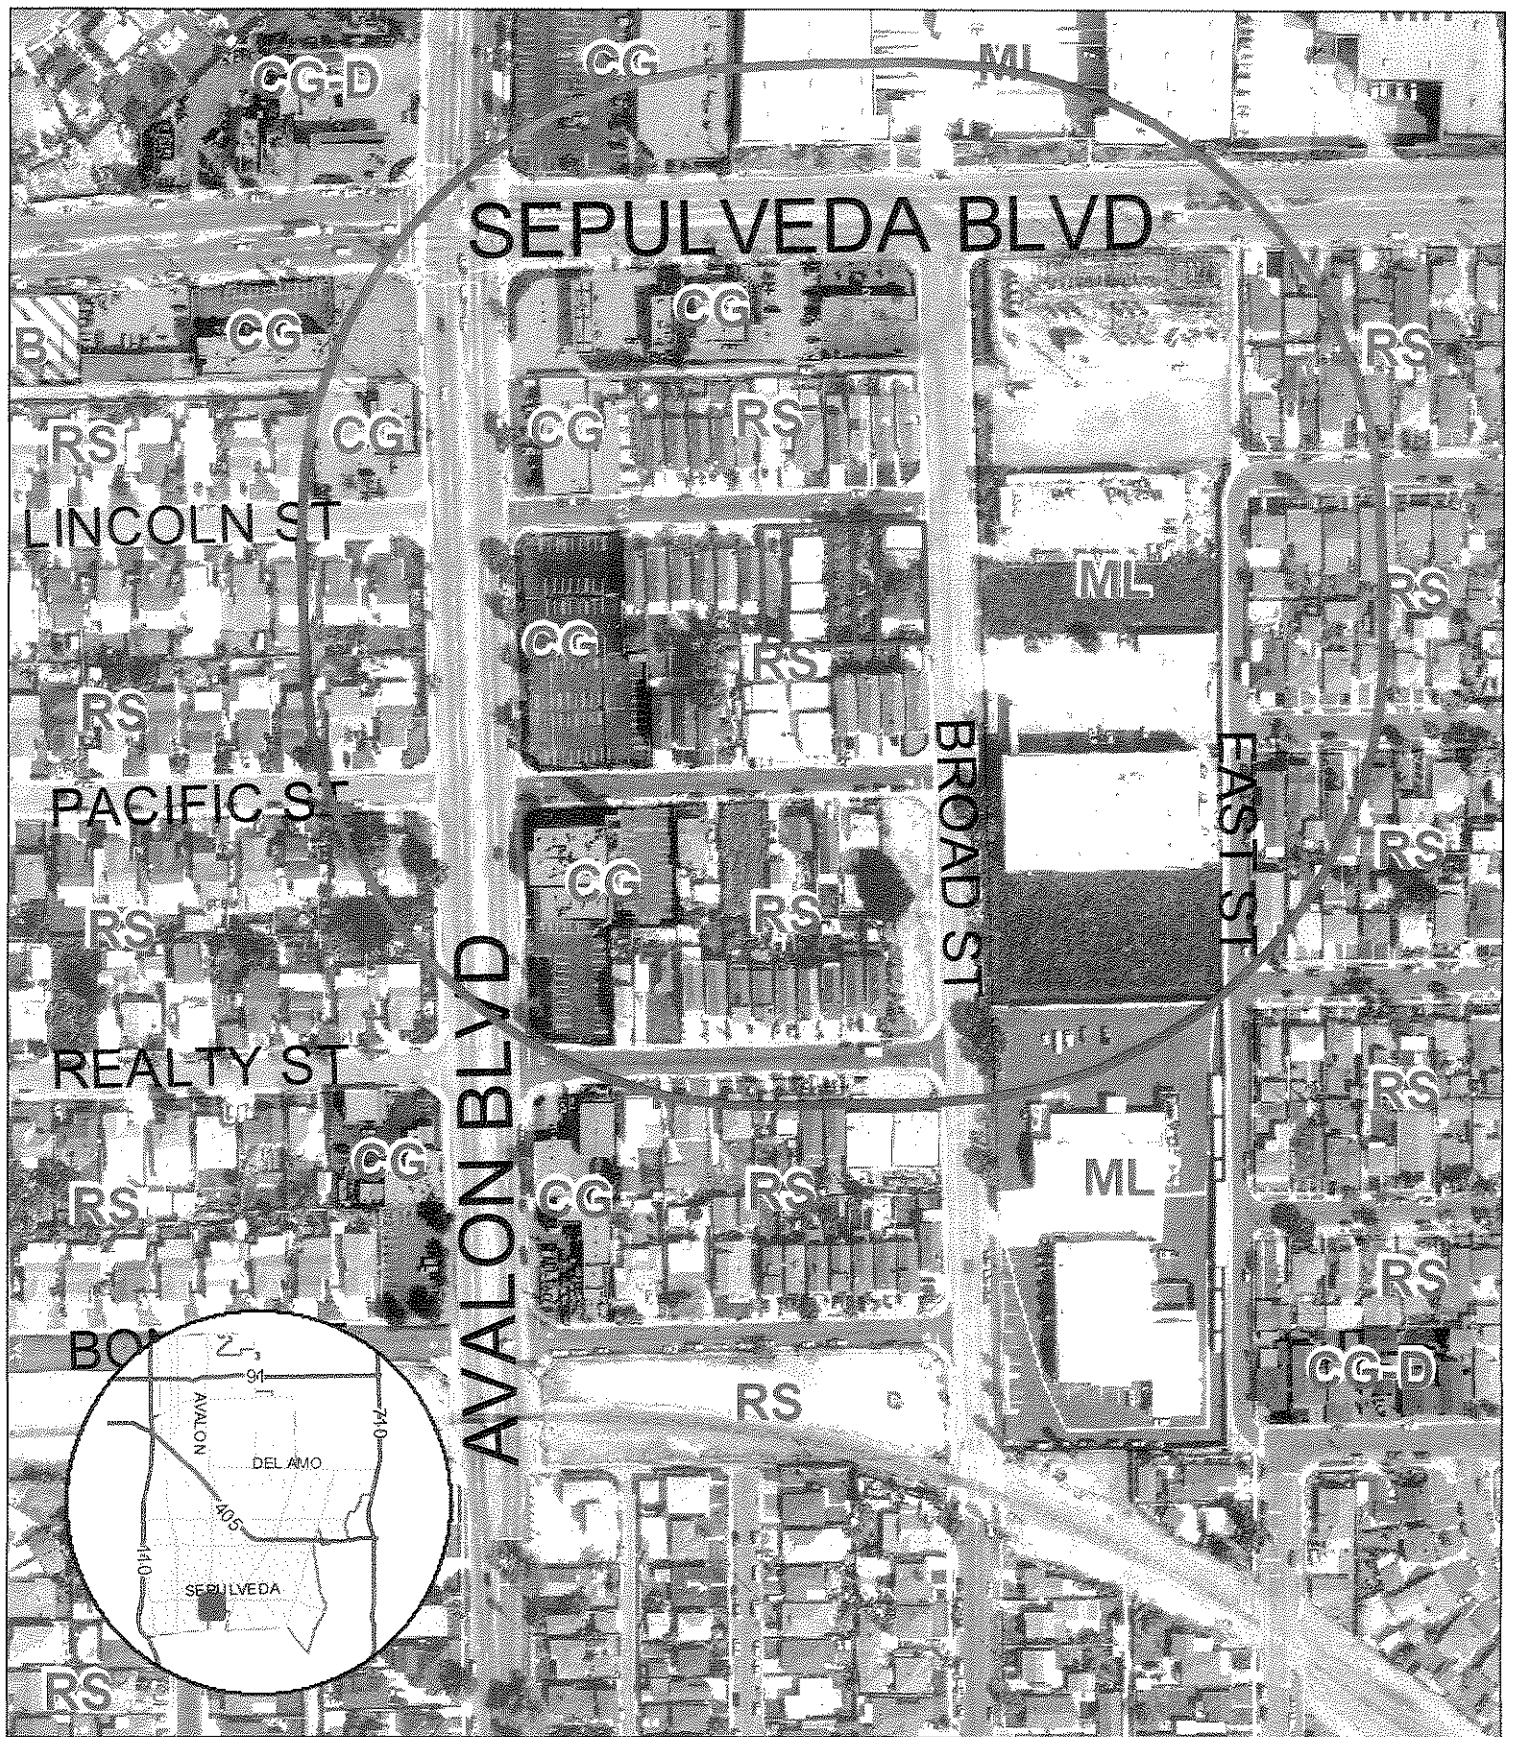 CG-D
CG
ML
SEPULVEDA BLVD
B
CG
CG
RS
RS
CG
CG
RS
LINCOLN ST
ML
RS
CG
RS
RS
BROAD ST
EAST ST
PACIFIC ST
RS
CG
RS
RS
AVALON BLVD
REALTY ST
RS
CG
CG
RS
ML
RS
RS
CG-D
RS
91
AVALON
710
DEL AMO
405
110
SEPULVEDA
RS